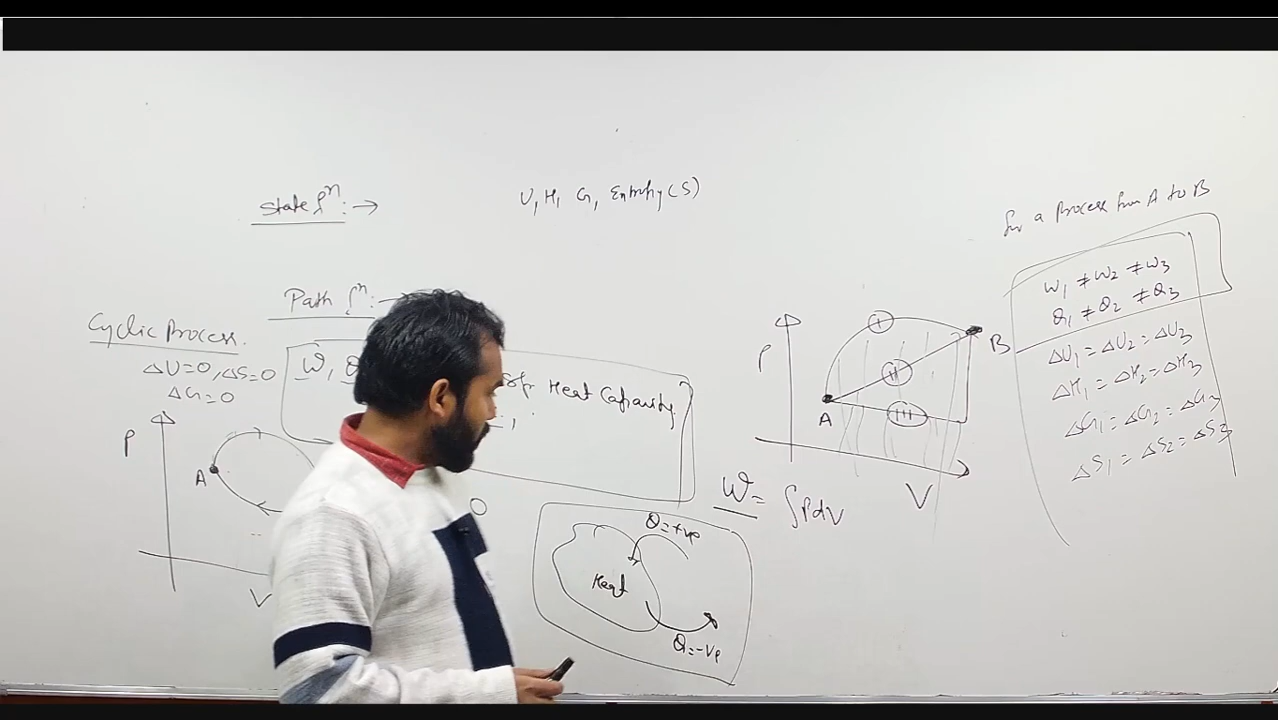 State fⁿ: →
U, H, G, Entropy(S)
Path fⁿ: →
W, Q
Heat Capacity
Cyclic Process.
ΔU=0, ΔS=0
ΔG=0
P
A
V
Q=+ve
Heat
Q=-ve
P
I
II
III
A
B
V
W = ∫PdV
for a Process from A to B
W₁ ≠ W₂ ≠ W₃
Q₁ ≠ Q₂ ≠ Q₃
ΔU₁ = ΔU₂ = ΔU₃
ΔH₁ = ΔH₂ = ΔH₃
ΔG₁ = ΔG₂ = ΔG₃
ΔS₁ = ΔS₂ = ΔS₃